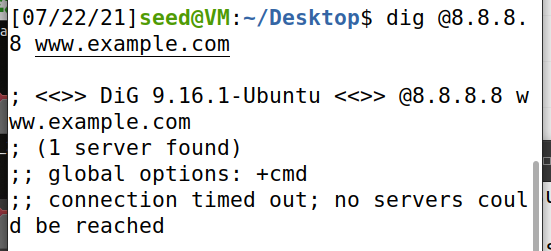 [07/22/21]seed@VM:~/Desktop$ dig @8.8.8.
8 www.example.com
; <<>> DiG 9.16.1-Ubuntu <<>> @8.8.8.8 w
ww.example.com
; (1 server found)
;; global options: +cmd
;; connection timed out; no servers coul
d be reached